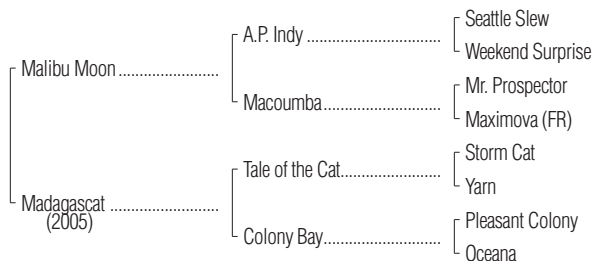 Seattle Slew
A.P. Indy ..................................
Weekend Surprise
Malibu Moon .........................
Mr. Prospector
Macoumba..............................
Maximova (FR)
Storm Cat
Tale of the Cat.........................
Yarn
Madagascat ...........................
(2005)
Pleasant Colony
Colony Bay..............................
Oceana